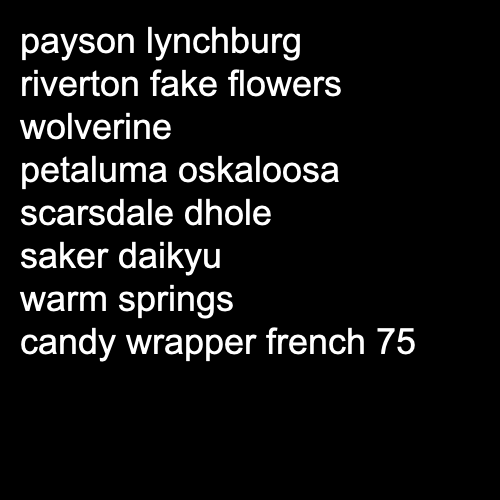 payson lynchburg
riverton fake flowers
wolverine
petaluma oskaloosa
scarsdale dhole
saker daikyu
warm springs
candy wrapper french 75